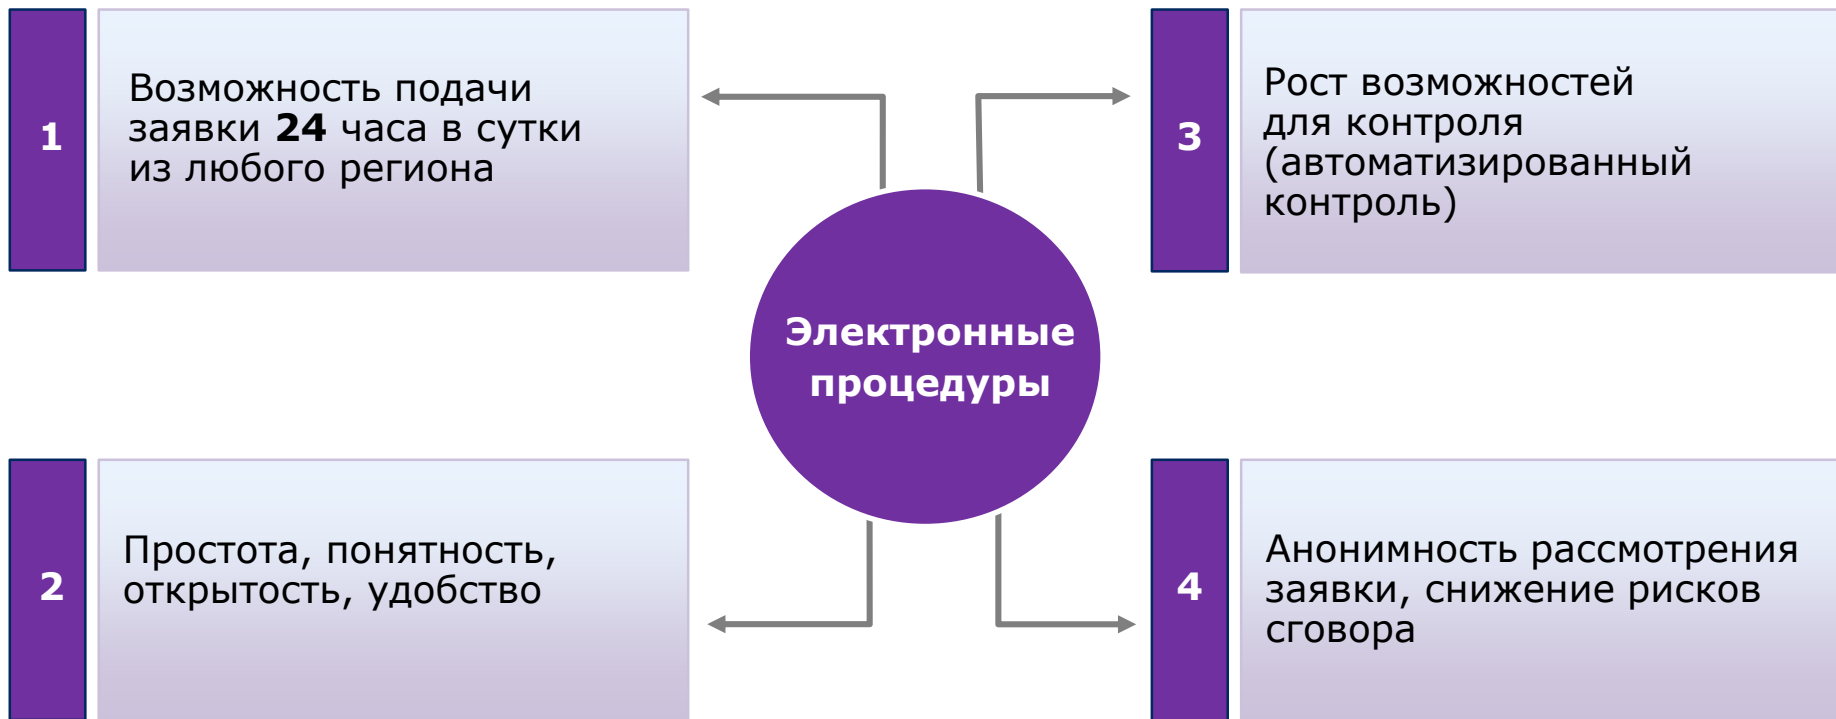 1
Возможность подачи
заявки 24 часа в сутки
из любого региона
2
Простота, понятность,
открытость, удобство
Электронные
процедуры
3
Рост возможностей
для контроля
(автоматизированный
контроль)
4
Анонимность рассмотрения
заявки, снижение рисков
сговора